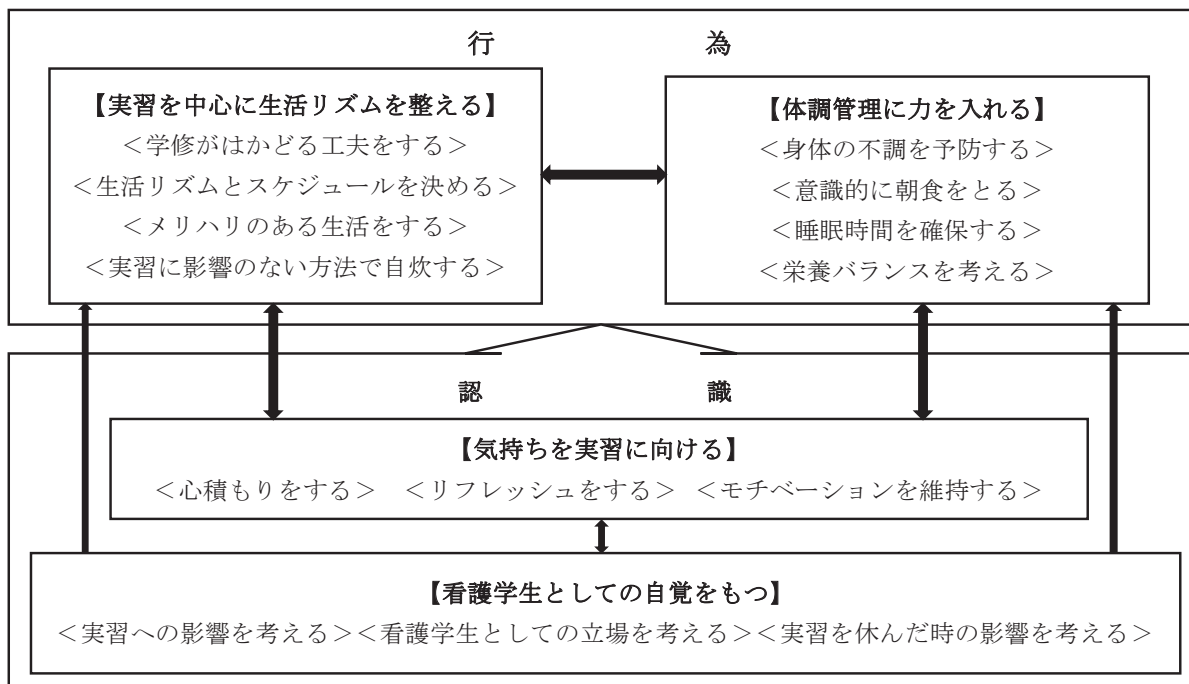 行 為
【実習を中心に生活リズムを整える】
＜学修がはかどる工夫をする＞
＜生活リズムとスケジュールを決める＞
＜メリハリのある生活をする＞
＜実習に影響のない方法で自炊する＞
【体調管理に力を入れる】
＜身体の不調を予防する＞
＜意識的に朝食をとる＞
＜睡眠時間を確保する＞
＜栄養バランスを考える＞
認 識
【気持ちを実習に向ける】
＜心積もりをする＞ ＜リフレッシュをする＞ ＜モチベーションを維持する＞
【看護学生としての自覚をもつ】
＜実習への影響を考える＞＜看護学生としての立場を考える＞＜実習を休んだ時の影響を考える＞